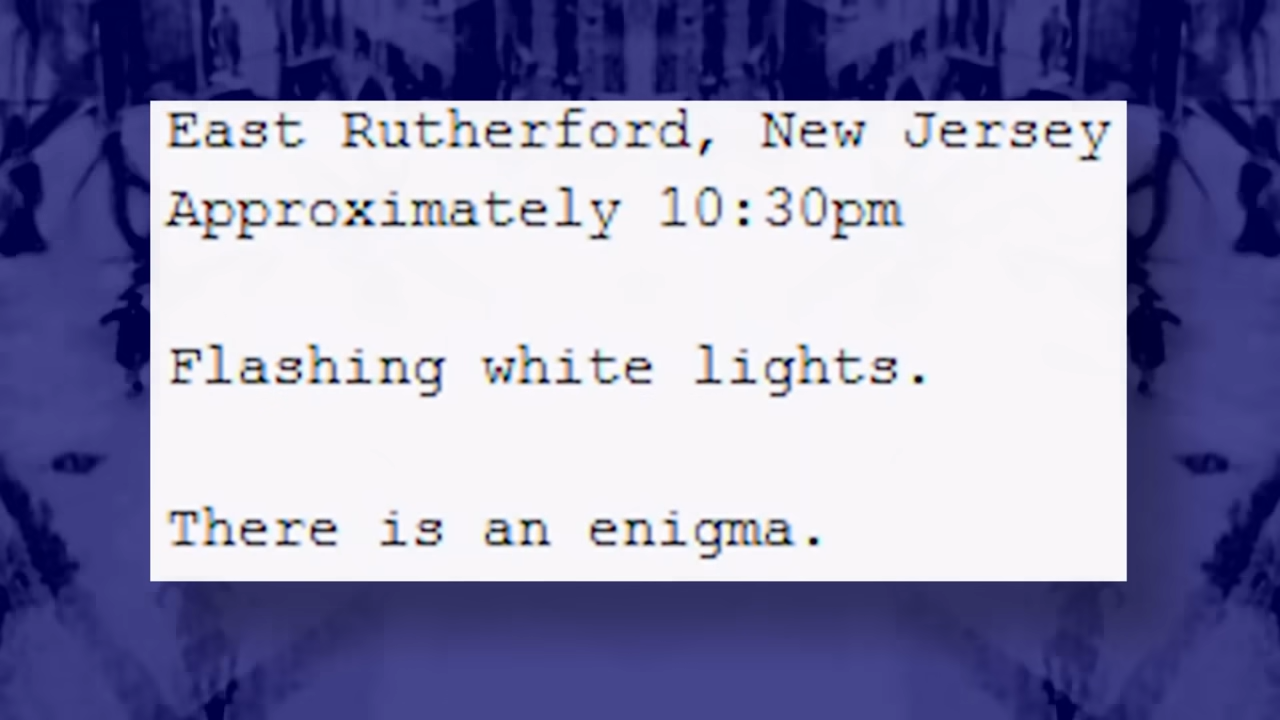 East Rutherford, New Jersey
Approximately 10:30pm
Flashing white lights.
There is an enigma.